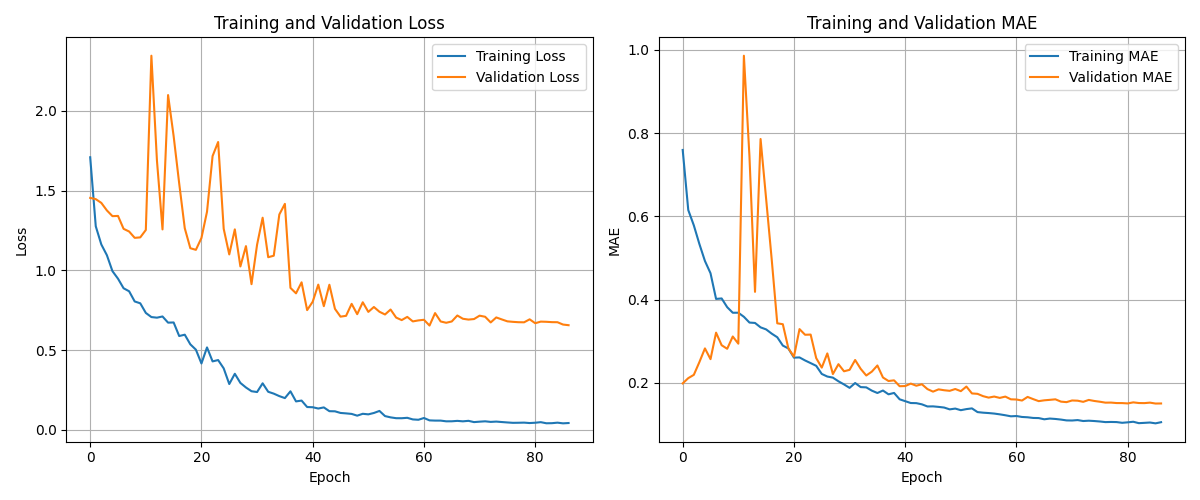 Training and Validation Loss
Training Loss
Validation Loss
2.0
1.5
1.0
0.5
0.0
Loss
0
20
40
60
80
Epoch
Training and Validation MAE
Training MAE
Validation MAE
1.0
0.8
0.6
0.4
0.2
MAE
0
20
40
60
80
Epoch